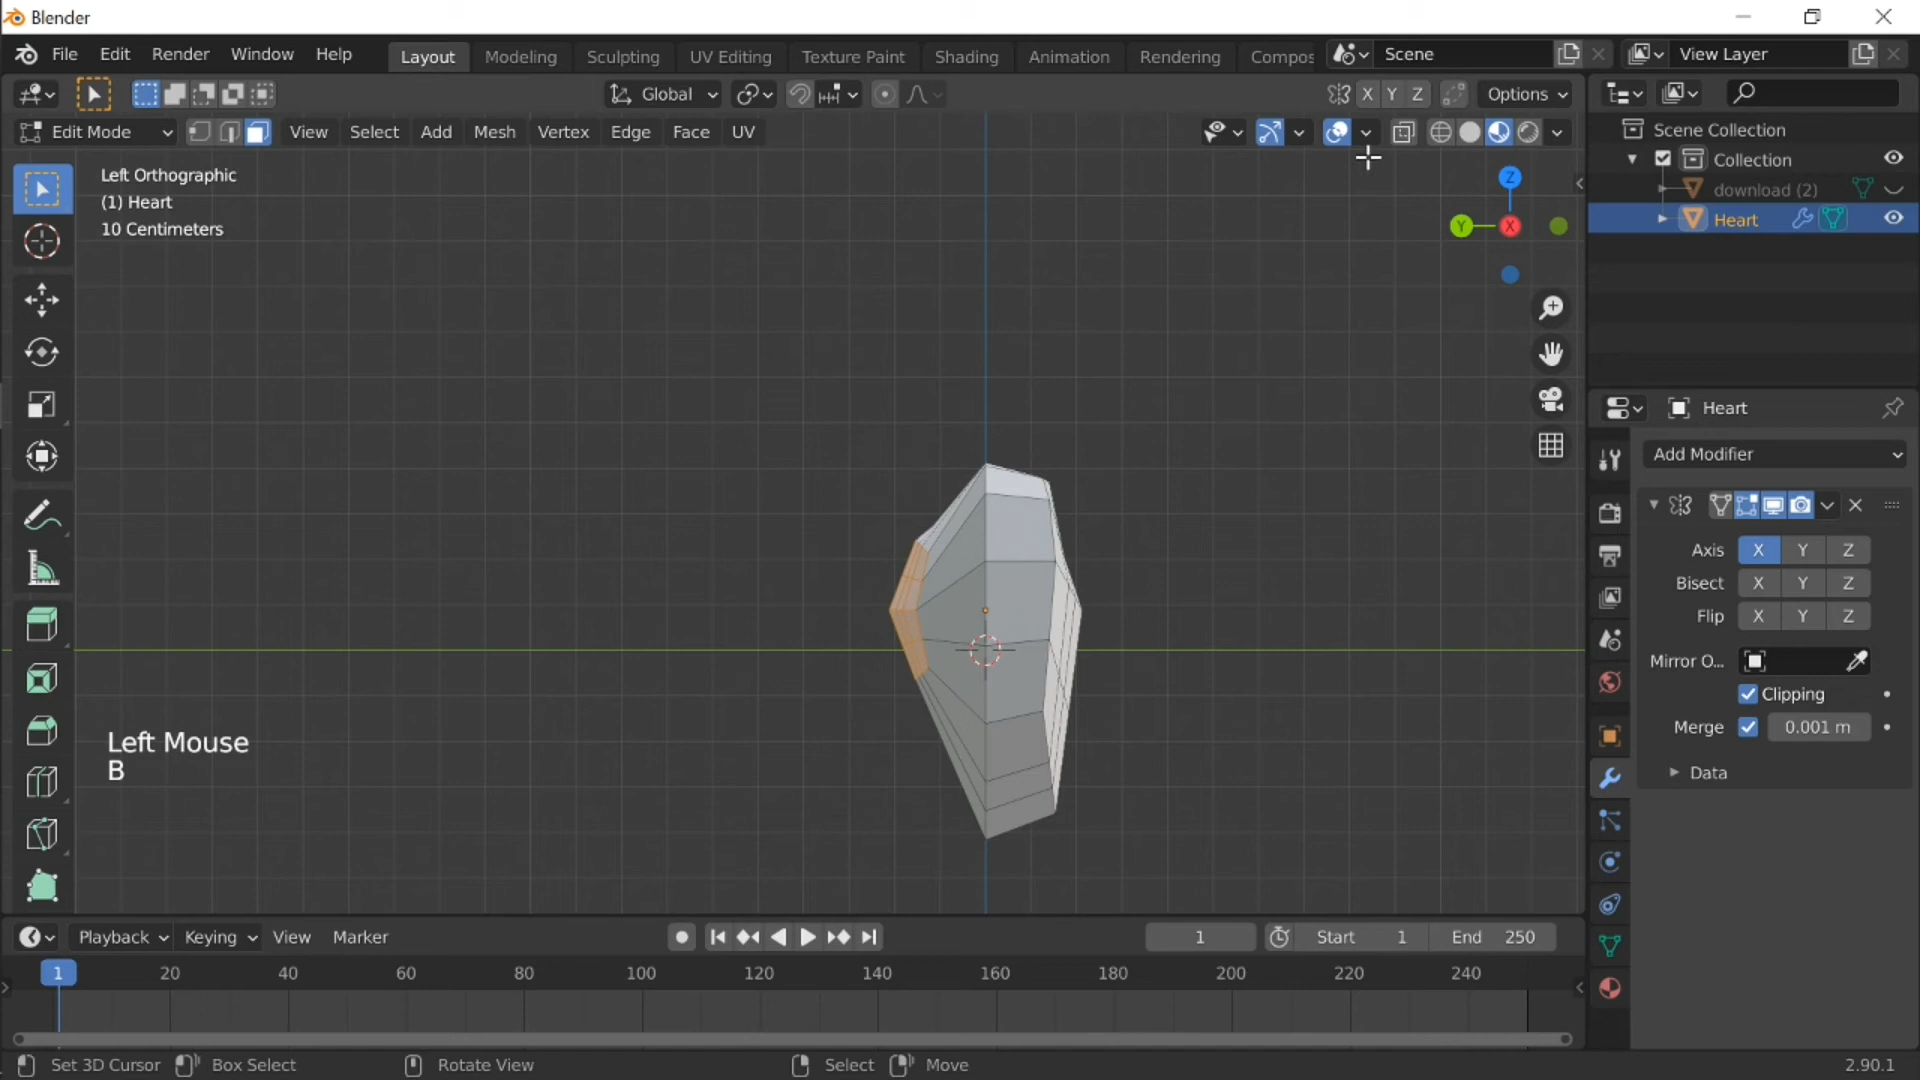 Blender
File Edit Render Window Help Layout Modeling Sculpting UV Editing Texture Paint Shading Animation Rendering Compos Scene View Layer
Global X Y Z Options
Edit Mode View Select Add Mesh Vertex Edge Face UV
Left Orthographic
(1) Heart
10 Centimeters
Z
Y X
Left Mouse
B
Scene Collection
Collection
download (2)
Heart
Heart
Add Modifier
Axis X Y Z
Bisect X Y Z
Flip X Y Z
Mirror O...
Clipping
Merge 0.001 m
Data
Playback Keying View Marker 1 Start 1 End 250
1 20 40 60 80 100 120 140 160 180 200 220 240
Set 3D Cursor Box Select Rotate View Select Move 2.90.1